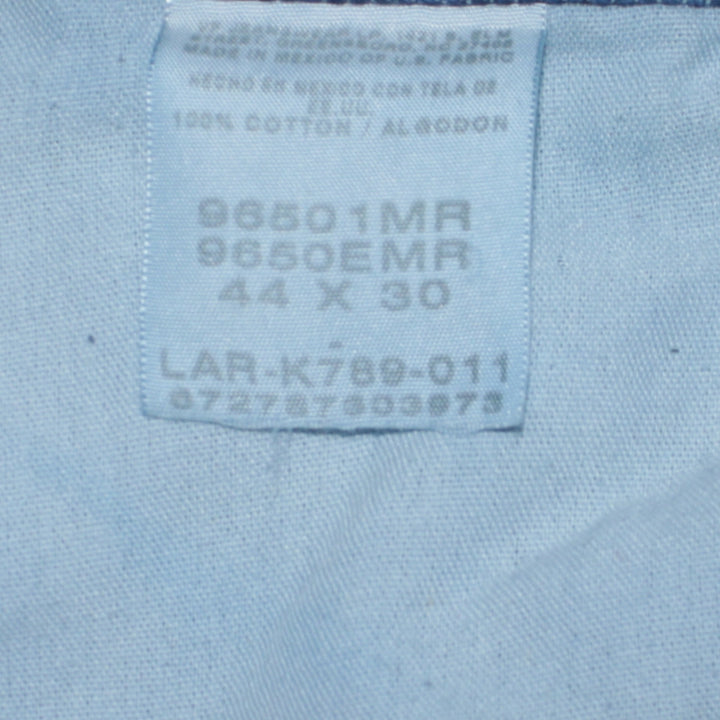 MADE IN MEXICO OF U.S. FABRIC
HECHO EN MEXICO CON TELA DE
EE.UU.
100% COTTON / ALGODON
96501MR
9650EMR
44 X 30
LAR-K789-011